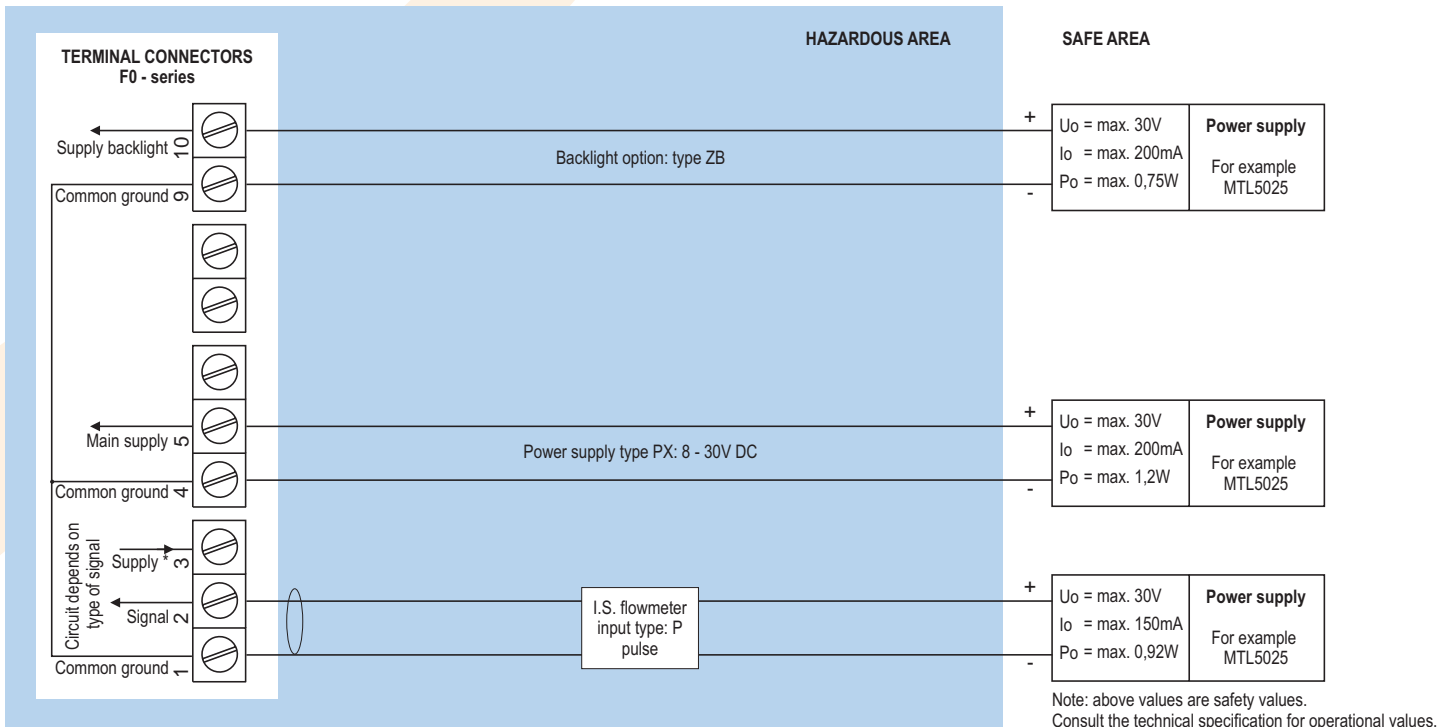 HAZARDOUS AREA
SAFE AREA
TERMINAL CONNECTORS
F0 - series
Supply backlight 10
Common ground 9
Backlight option: type ZB
+
-
Uo = max. 30V
Io = max. 200mA
Po = max. 0,75W
Power supply
For example
MTL5025
Main supply 5
Common ground 4
Power supply type PX: 8 - 30V DC
+
-
Uo = max. 30V
Io = max. 200mA
Po = max. 1,2W
Power supply
For example
MTL5025
Circuit depends on
type of signal
Supply * 3
Signal 2
Common ground 1
I.S. flowmeter
input type: P
pulse
+
-
Uo = max. 30V
Io = max. 150mA
Po = max. 0,92W
Power supply
For example
MTL5025
Note: above values are safety values.
Consult the technical specification for operational values.